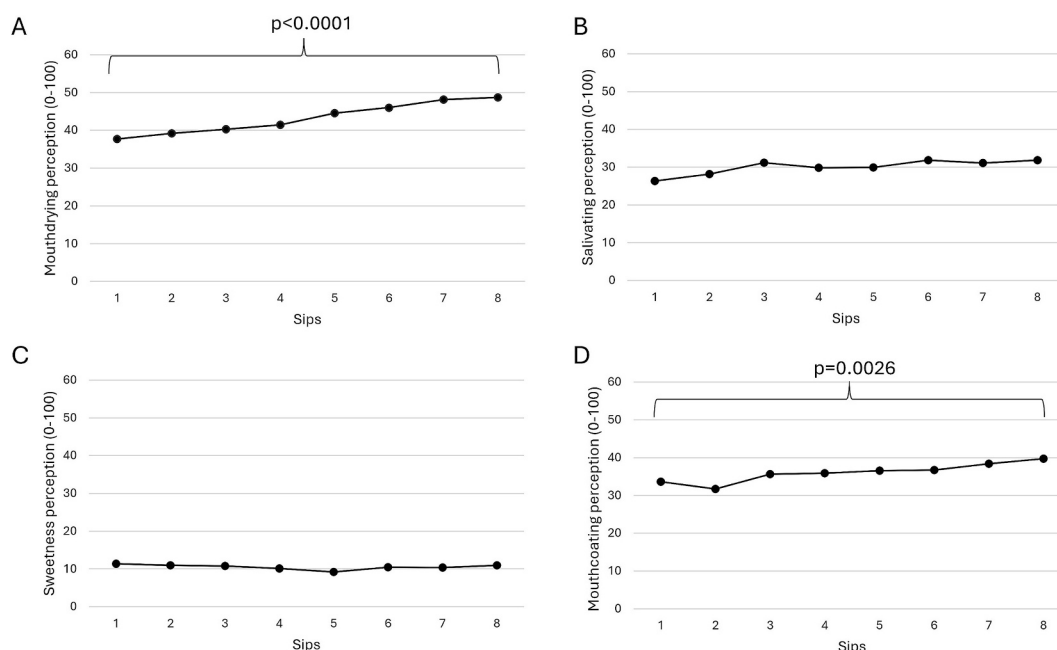 A
p<0.0001
Mouthdrying perception (0-100)
60
50
40
30
20
10
0
1 2 3 4 5 6 7 8
Sips
B
Salivating perception (0-100)
60
50
40
30
20
10
0
1 2 3 4 5 6 7 8
Sips
C
Sweetness perception (0-100)
60
50
40
30
20
10
0
1 2 3 4 5 6 7 8
Sips
D
p=0.0026
Mouthcoating perception (0-100)
60
50
40
30
20
10
0
1 2 3 4 5 6 7 8
Sips